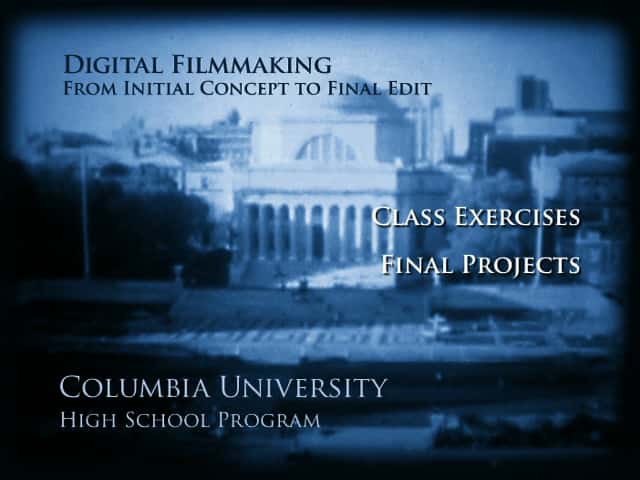 Digital Filmmaking
From Initial Concept to Final Edit
Class Exercises
Final Projects
Columbia University
High School Program